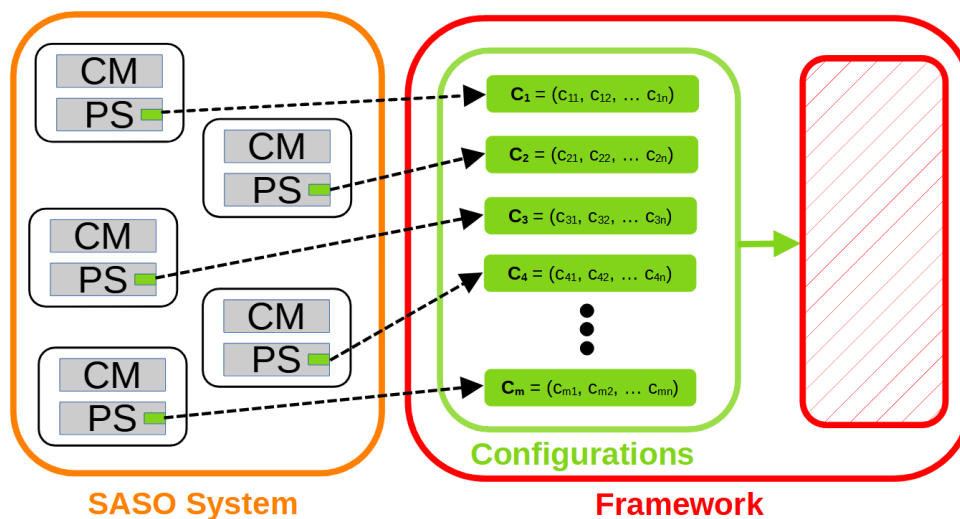 CM
PS
CM
PS
CM
PS
CM
PS
CM
PS
SASO System
C₁ = (c₁₁, c₁₂, … c₁ₙ)
C₂ = (c₂₁, c₂₂, … c₂ₙ)
C₃ = (c₃₁, c₃₂, … c₃ₙ)
C₄ = (c₄₁, c₄₂, … c₄ₙ)
Cₘ = (cₘ₁, cₘ₂, … cₘₙ)
Configurations
Framework